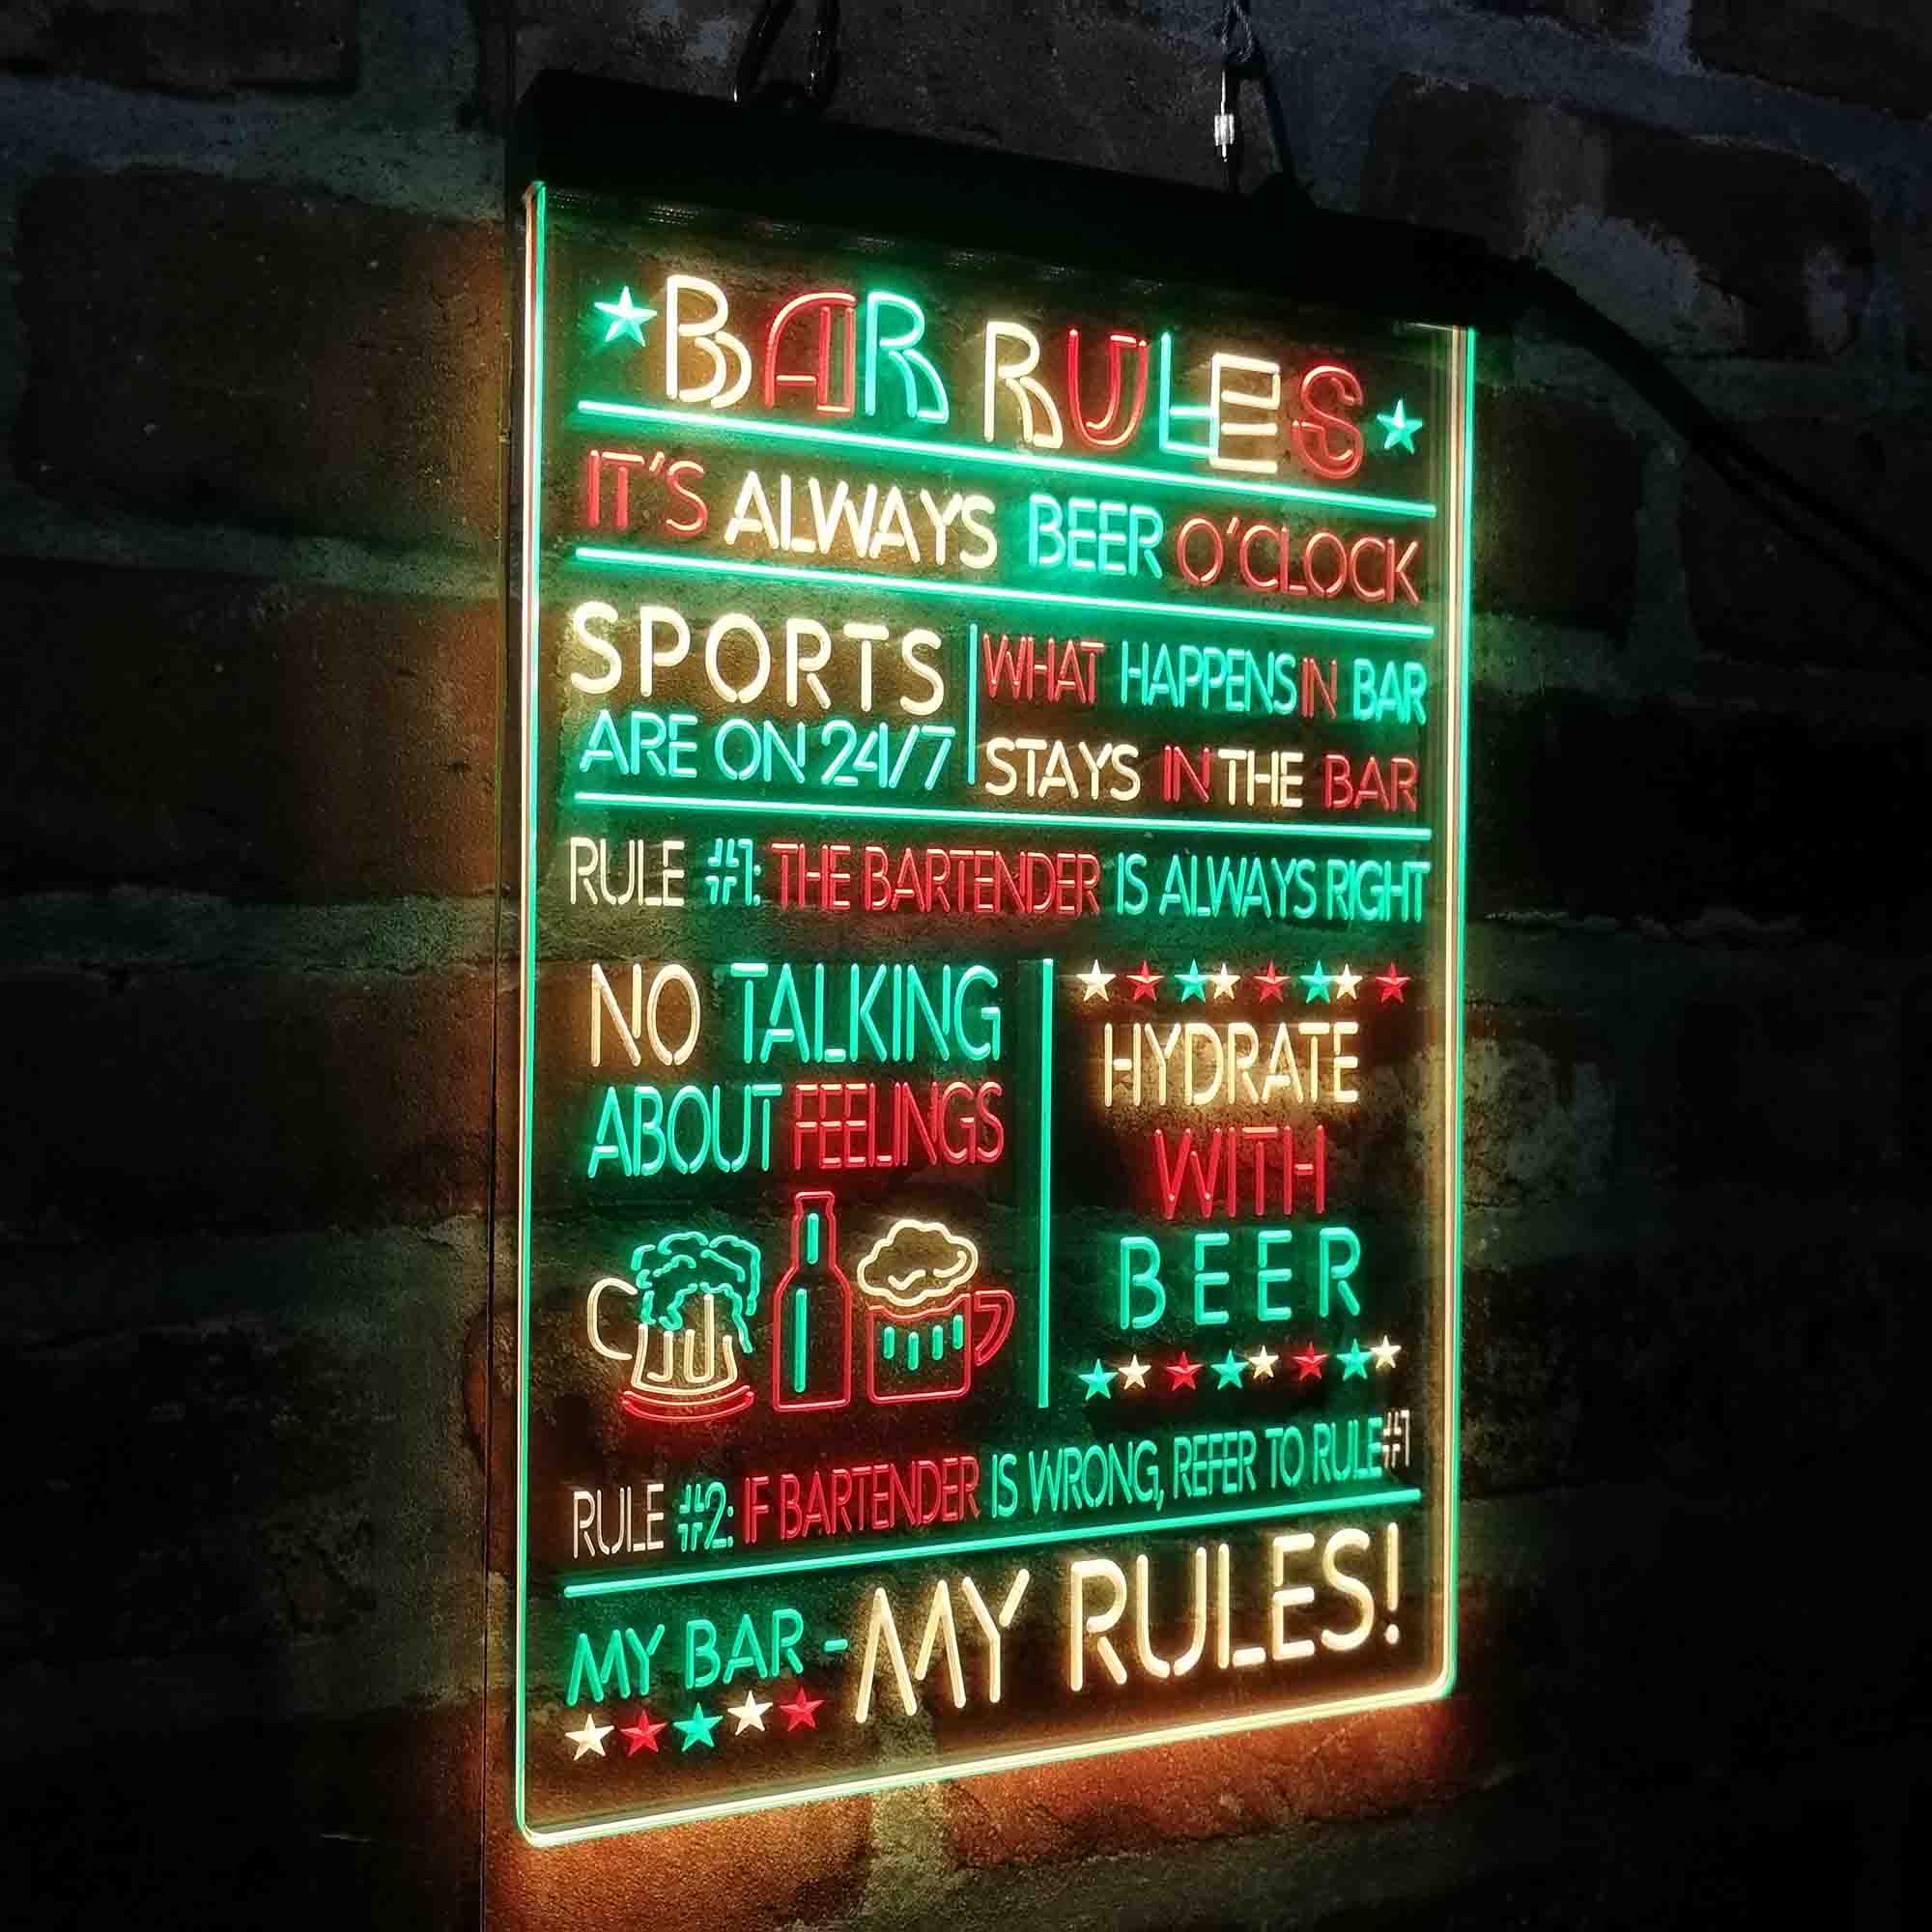 BAR RULES
IT'S ALWAYS BEER O'CLOCK
SPORTS
ARE ON 24/7
WHAT HAPPENS IN BAR
STAYS IN THE BAR
RULE #1: THE BARTENDER IS ALWAYS RIGHT
NO TALKING
ABOUT FEELINGS
HYDRATE
WITH
BEER
RULE #2: IF BARTENDER IS WRONG, REFER TO RULE #1
MY BAR - MY RULES!